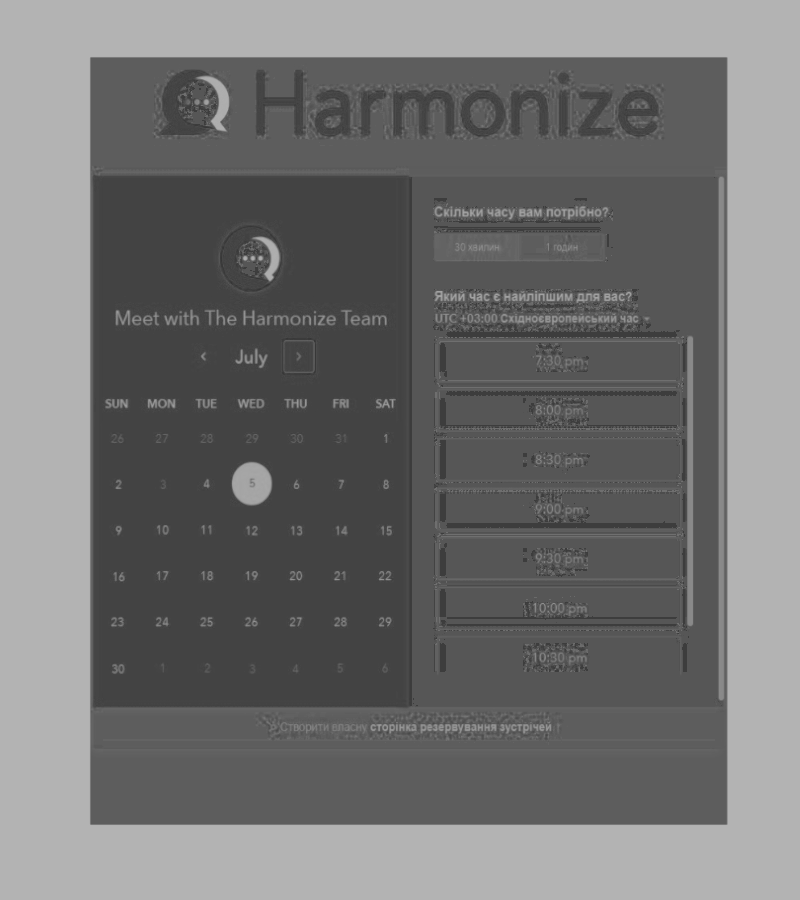 Harmonize
Meet with The Harmonize Team
‹ July ›
SUN MON TUE WED THU FRI SAT
26 27 28 29 30 31 1
2 3 4 5 6 7 8
9 10 11 12 13 14 15
16 17 18 19 20 21 22
23 24 25 26 27 28 29
30 1 2 3 4 5 6
Скільки часу вам потрібно?
30 хвилин 1 годин
Який час є найліпшим для вас?
UTC +03:00 Східноєвропейський час
7:30 pm
8:00 pm
8:30 pm
9:00 pm
9:30 pm
10:00 pm
10:30 pm
Створити власну сторінка резервування зустрічей